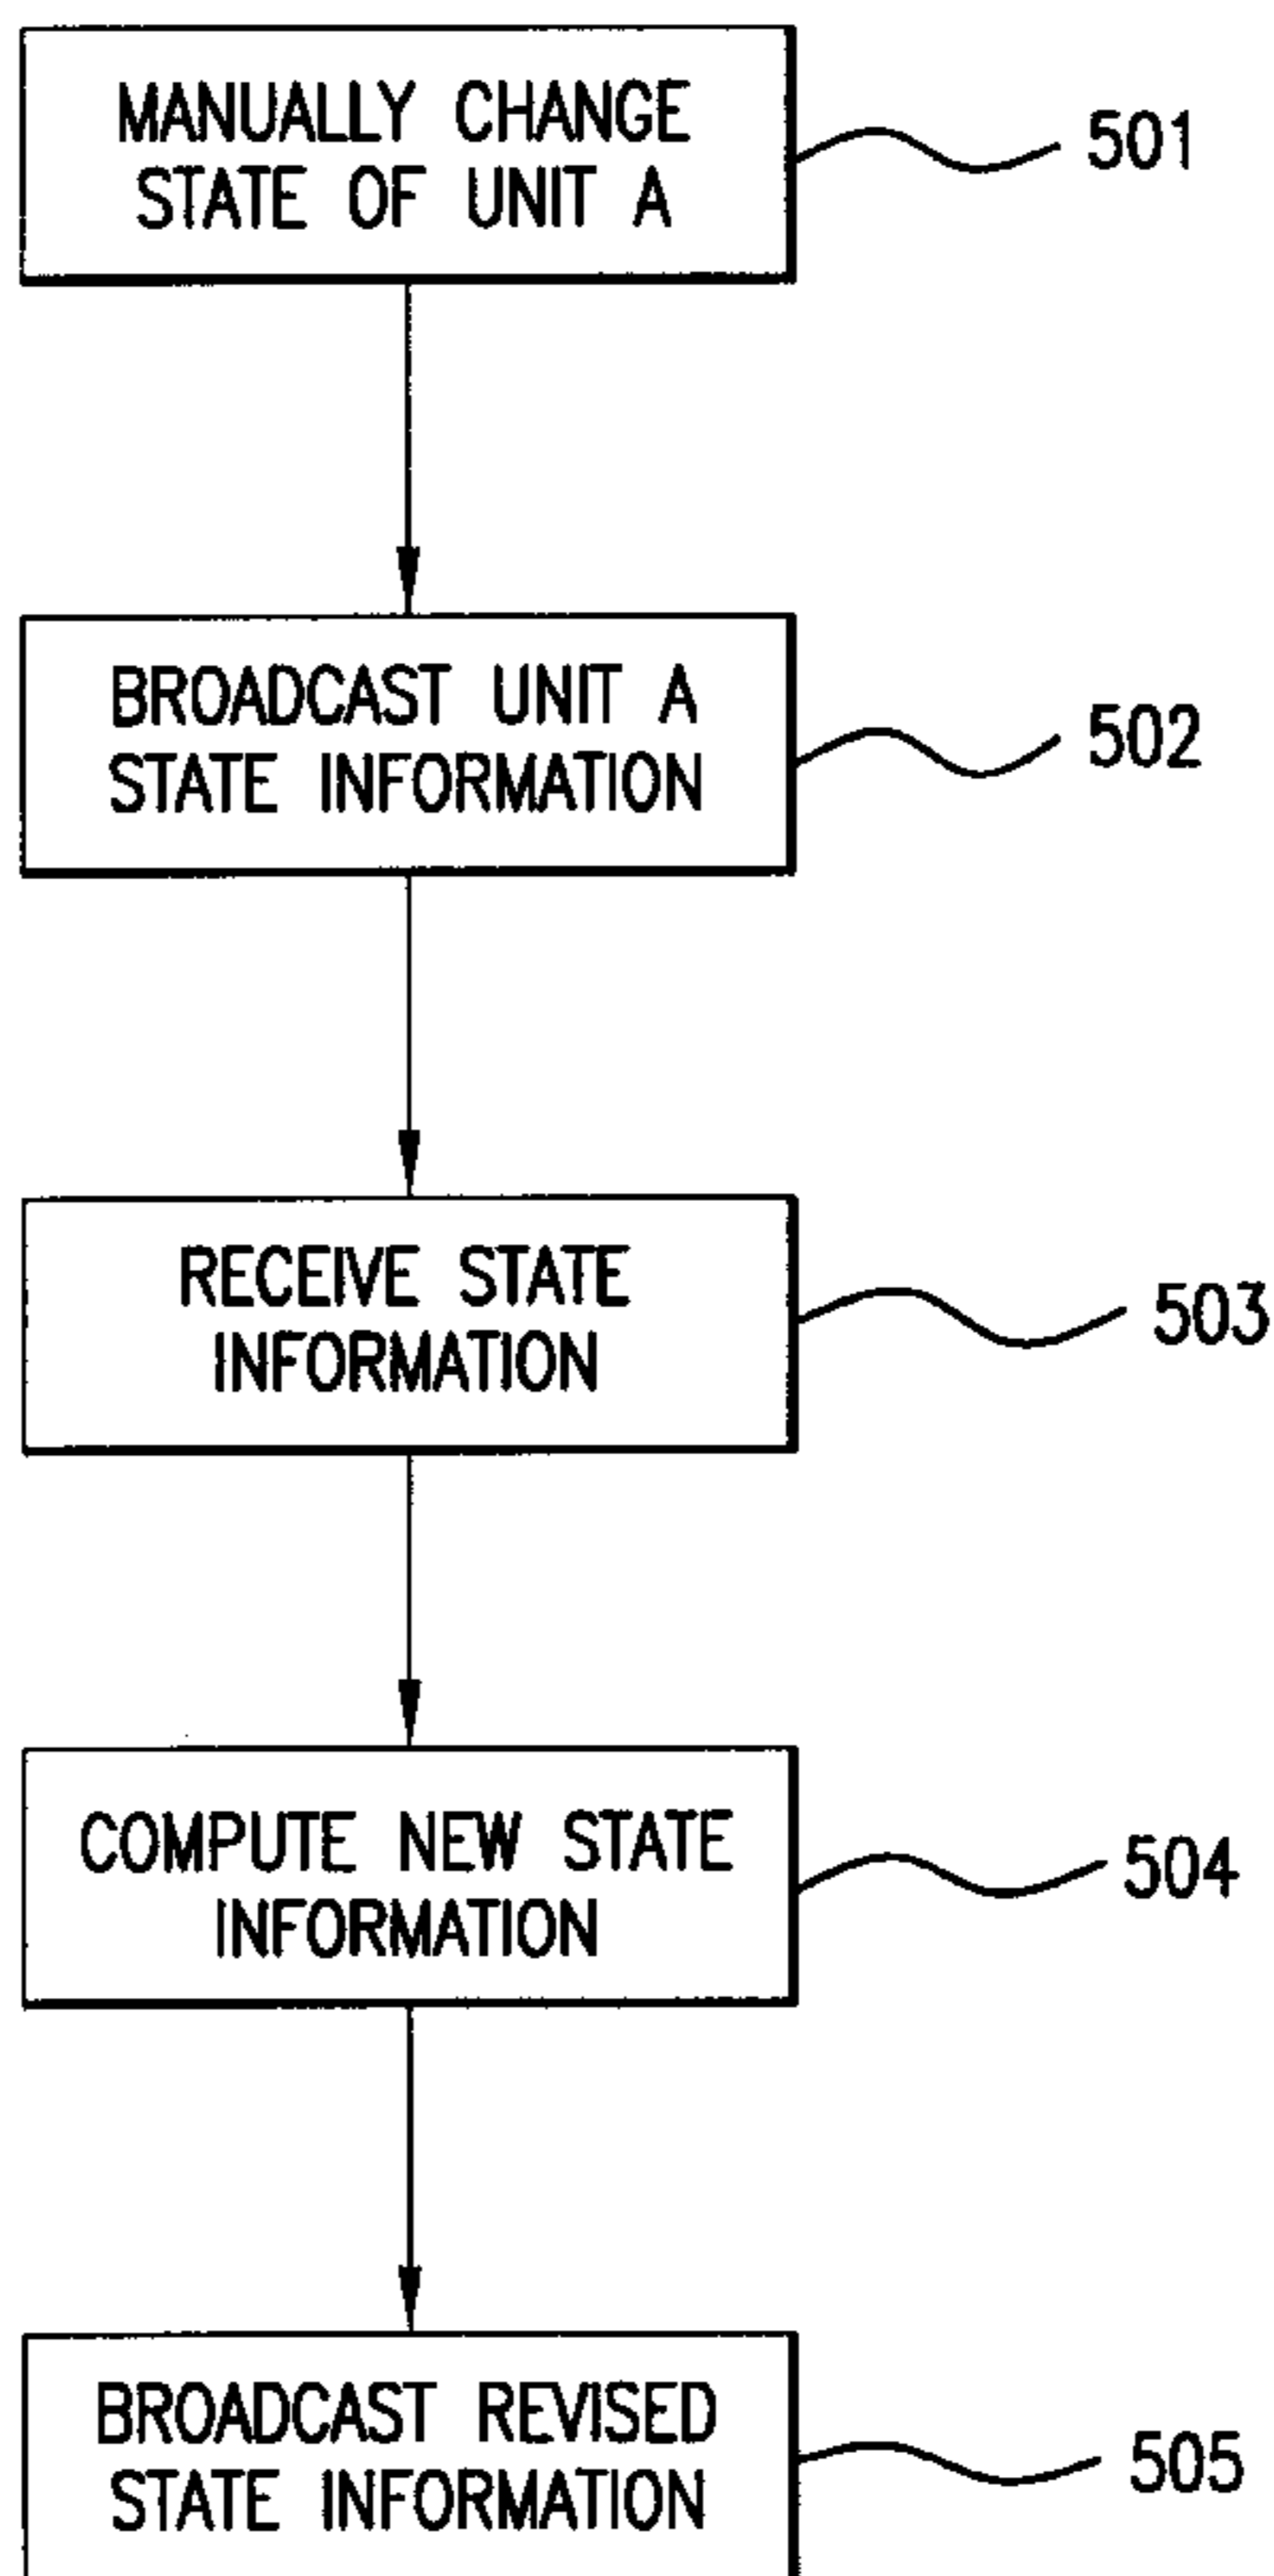 MANUALLY CHANGE
STATE OF UNIT A
501
BROADCAST UNIT A
STATE INFORMATION
502
RECEIVE STATE
INFORMATION
503
COMPUTE NEW STATE
INFORMATION
504
BROADCAST REVISED
STATE INFORMATION
505